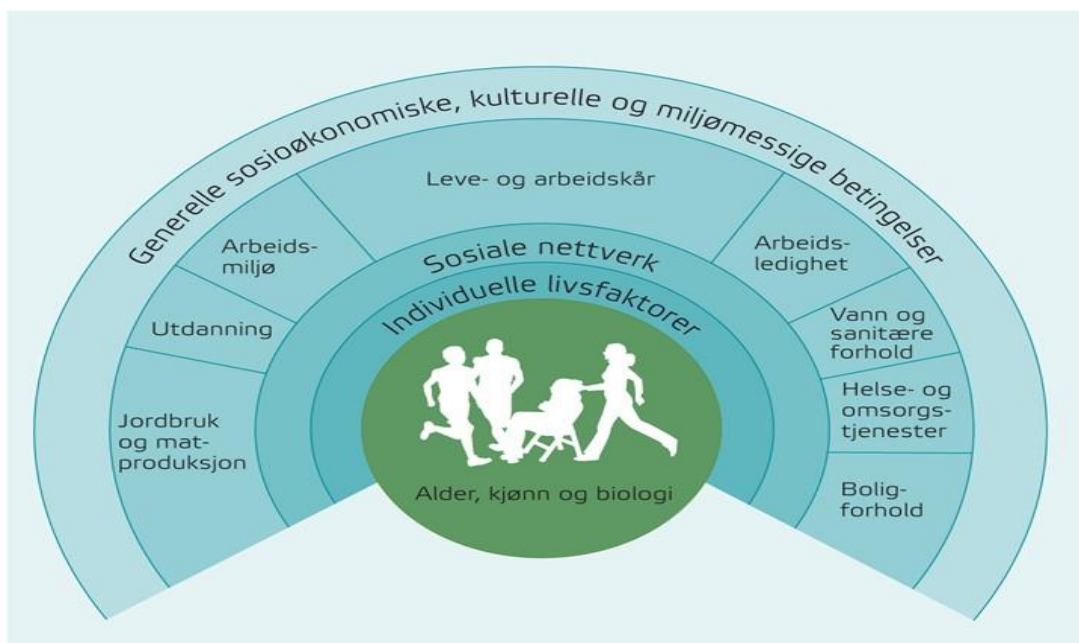 Generelle sosioøkonomiske, kulturelle og miljømessige betingelser
Leve- og arbeidskår
Arbeids-
miljø
Utdanning
Jordbruk
og mat-
produksjon
Arbeids-
ledighet
Vann og
sanitære
forhold
Helse- og
omsorgs-
tjenester
Bolig-
forhold
Sosiale nettverk
Individuelle livsfaktorer
Alder, kjønn og biologi